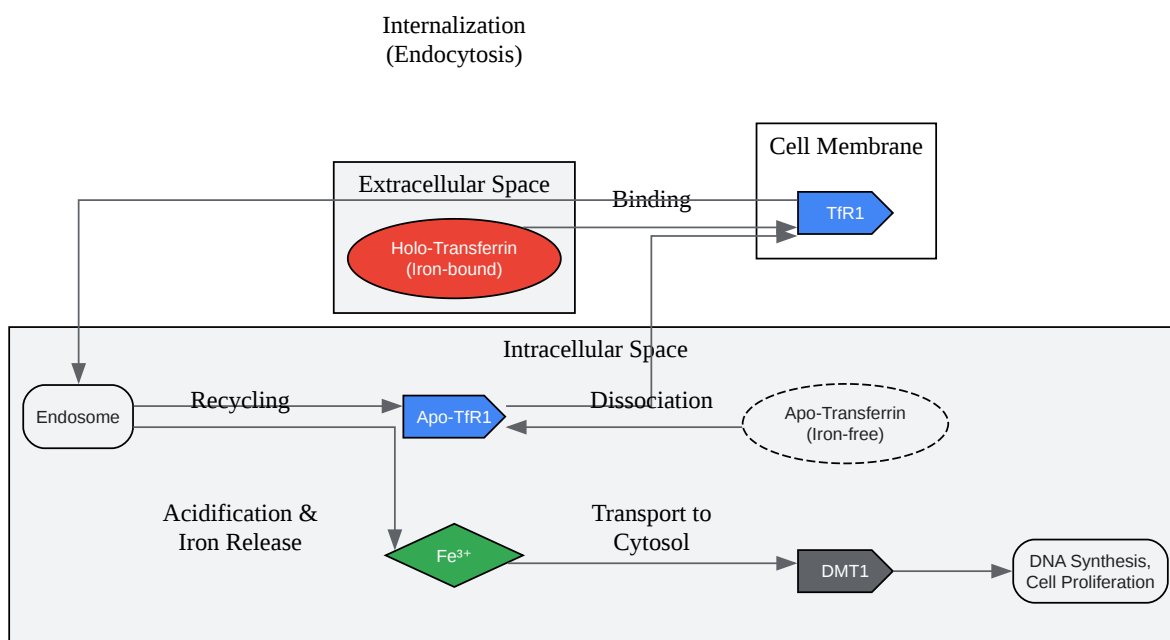 Internalization
(Endocytosis)
Cell Membrane
Extracellular Space
Binding
TfR1
Holo-Transferrin
(Iron-bound)
Intracellular Space
Endosome
Recycling
Apo-TfR1
Dissociation
Apo-Transferrin
(Iron-free)
Acidification &
Iron Release
Fe³⁺
Transport to
Cytosol
DMT1
DNA Synthesis,
Cell Proliferation